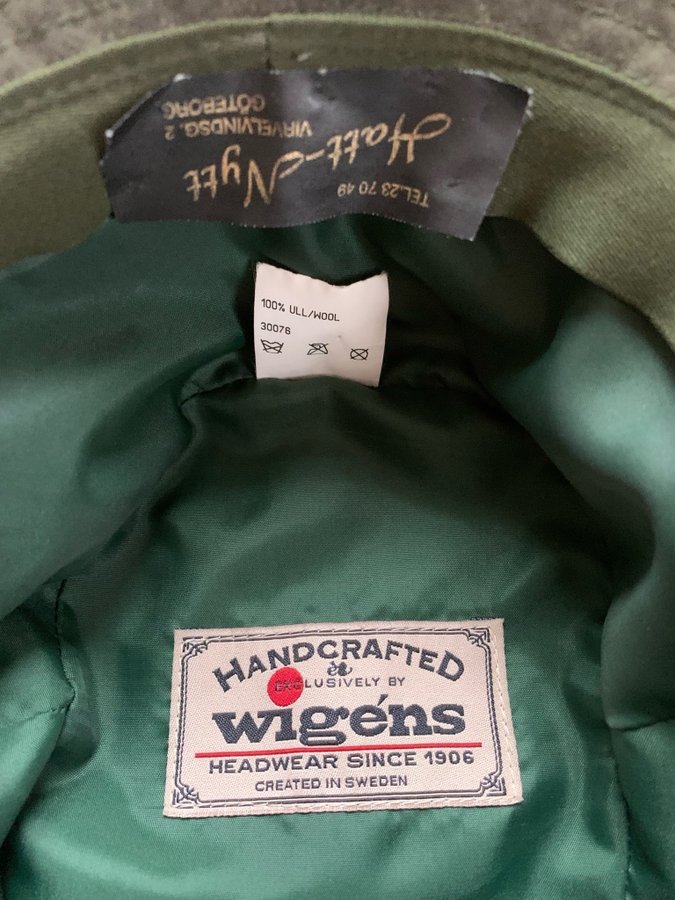 TEL.23 70 49
Hatt-Nytt
VIRVELVINDSG. 2
GÖTEBORG
100% ULL/WOOL
30076
HANDCRAFTED
&
EXCLUSIVELY BY
wigéns
HEADWEAR SINCE 1906
CREATED IN SWEDEN